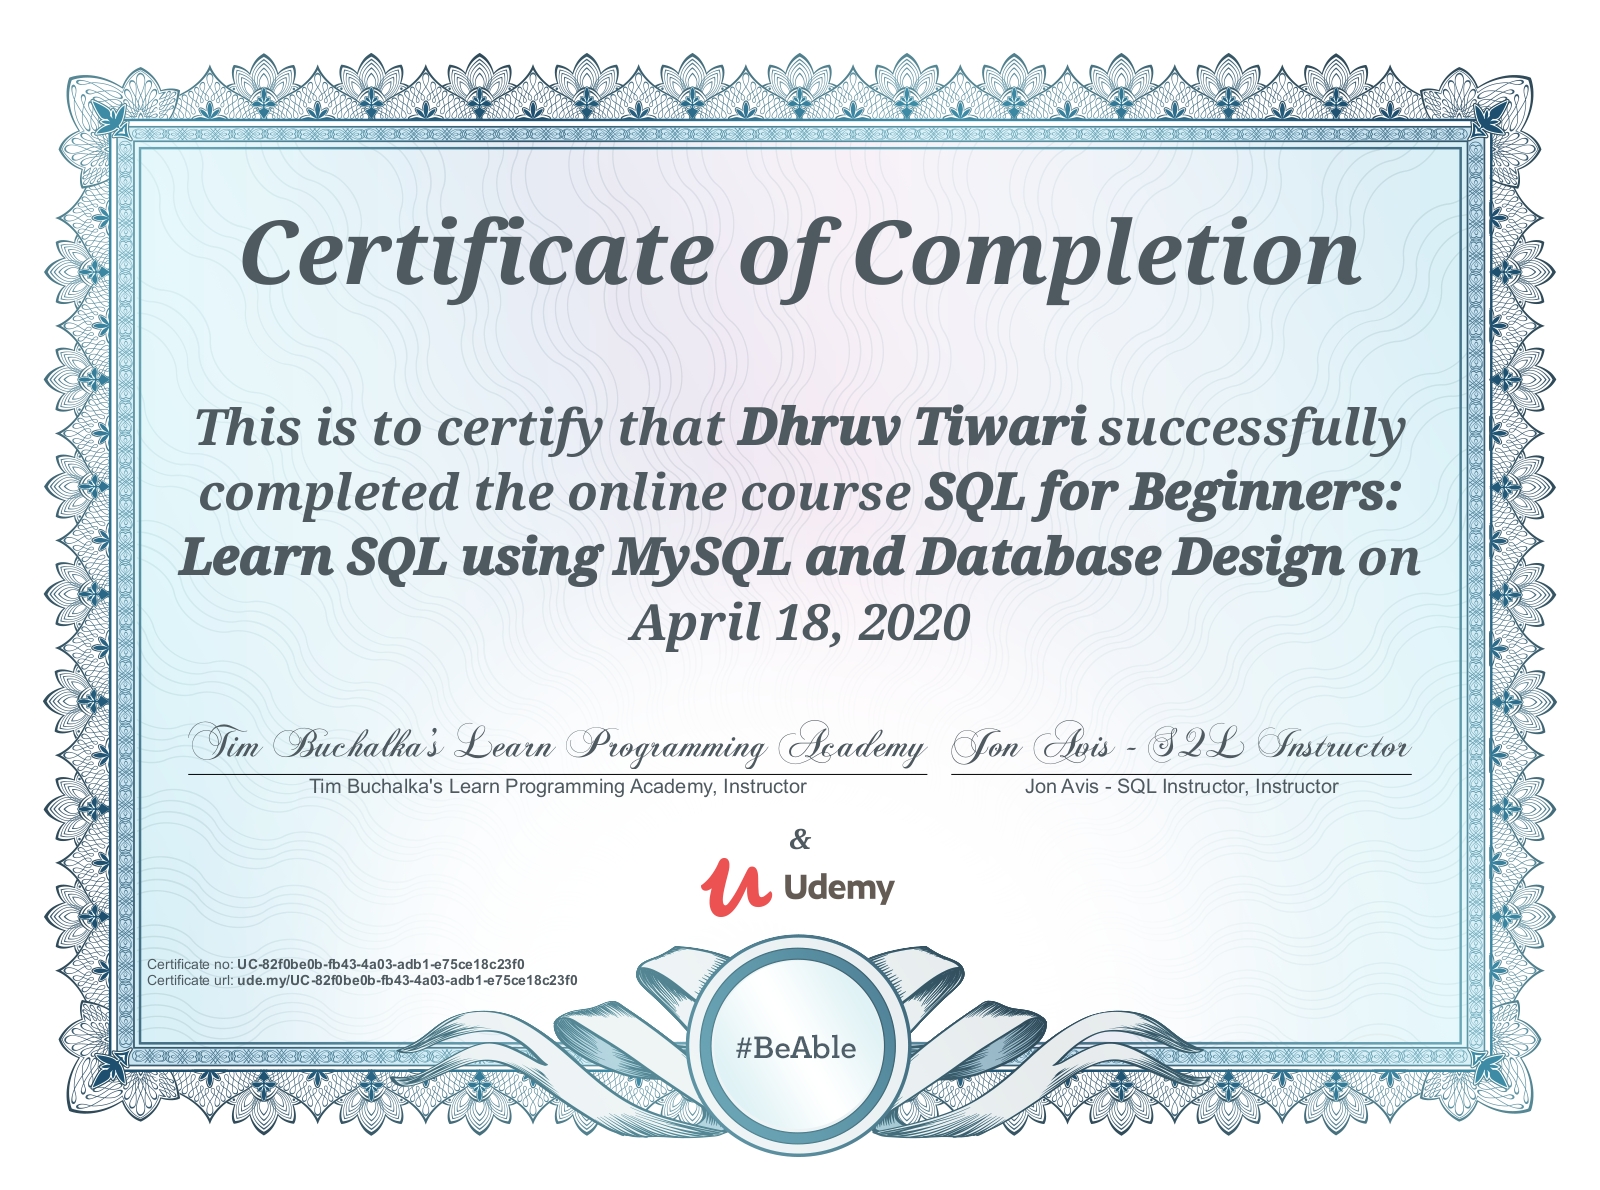 Certificate of Completion
This is to certify that Dhruv Tiwari successfully
completed the online course SQL for Beginners:
Learn SQL using MySQL and Database Design on
April 18, 2020
Tim Buchalka's Learn Programming Academy
Jon Avis - SQL Instructor
Tim Buchalka's Learn Programming Academy, Instructor
Jon Avis - SQL Instructor, Instructor
&
Udemy
Certificate no: UC-82f0be0b-fb43-4a03-adb1-e75ce18c23f0
Certificate url: ude.my/UC-82f0be0b-fb43-4a03-adb1-e75ce18c23f0
#BeAble